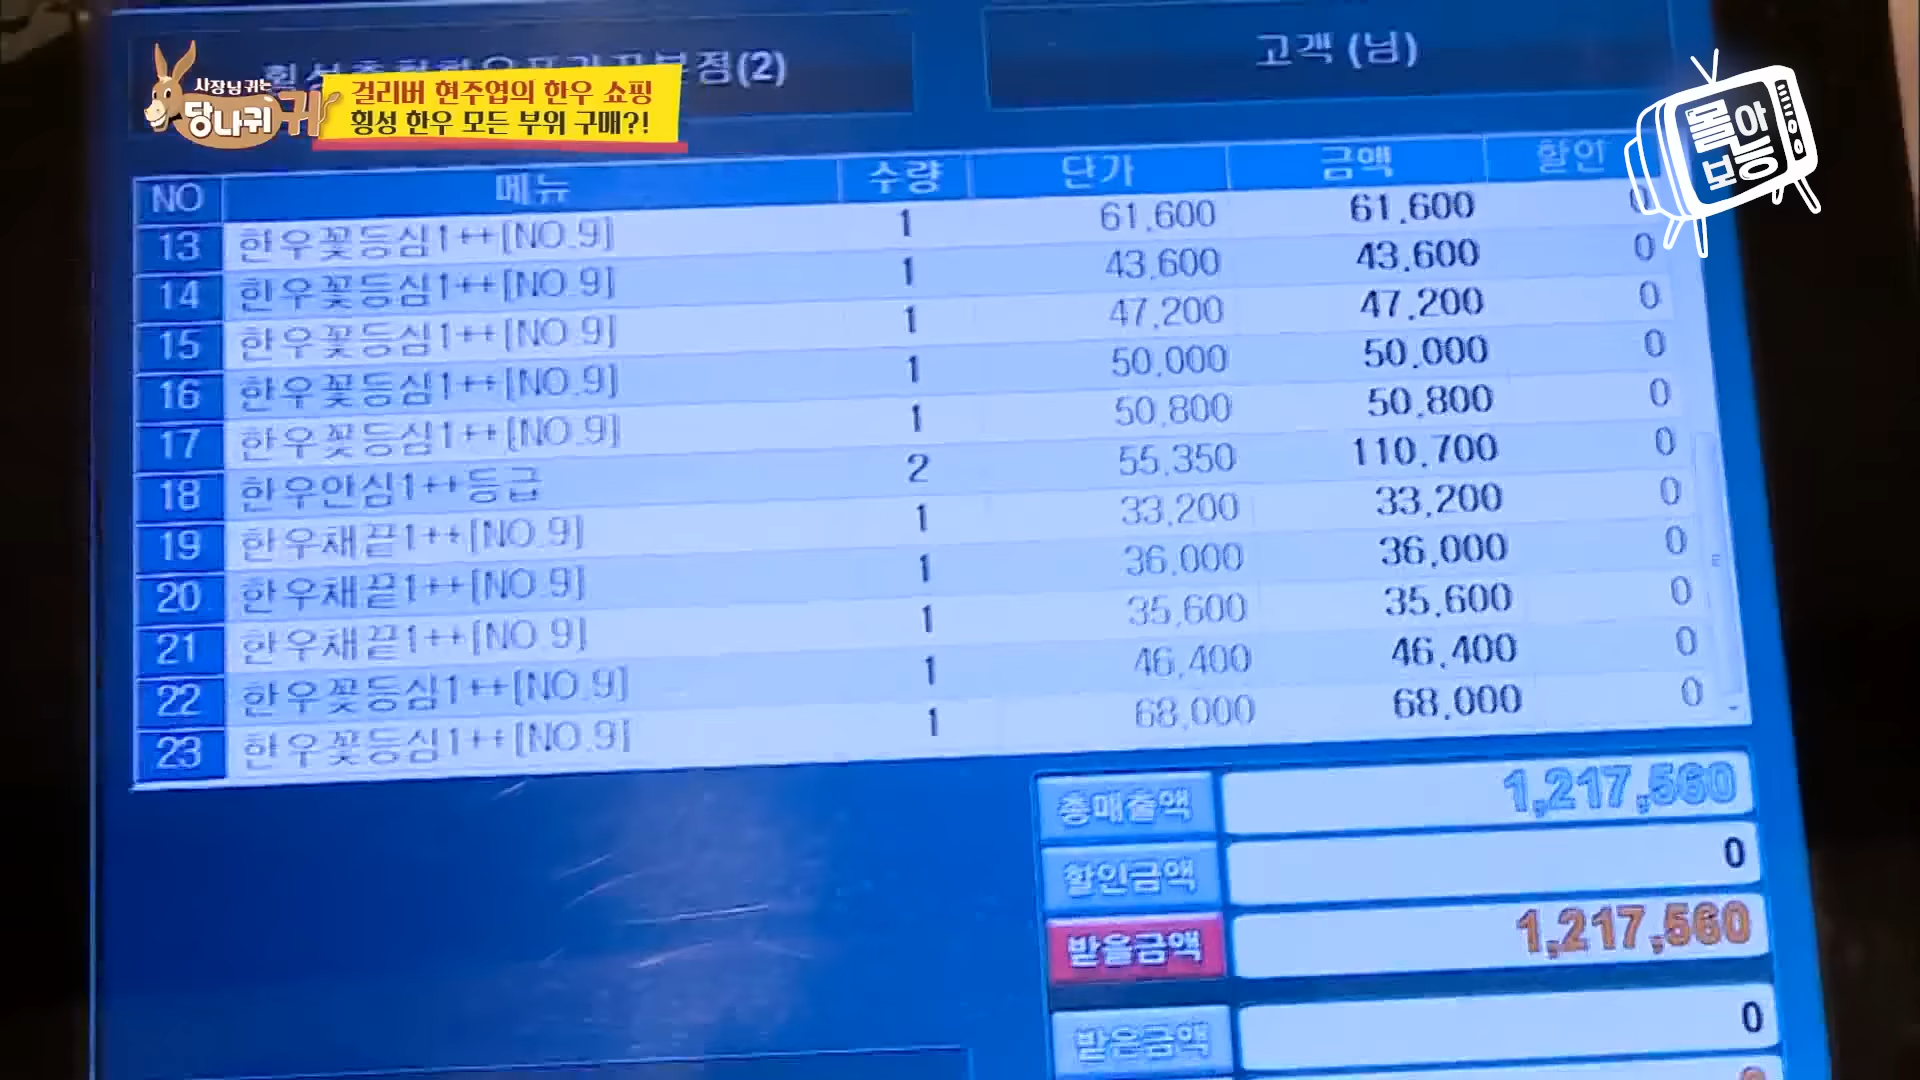 점(2)
고객 (님)
사장님 귀는
당나귀 귀
걸리버 현주엽의 한우 쇼핑
횡성 한우 모든 부위 구매?!
몰아
보능
NO 메뉴 수량 단가 금액 할인
13 한우꽃등심1++[NO.9] 1 61,600 61,600 0
14 한우꽃등심1++[NO.9] 1 43,600 43,600 0
15 한우꽃등심1++[NO.9] 1 47,200 47,200 0
16 한우꽃등심1++[NO.9] 1 50,000 50,000 0
17 한우꽃등심1++[NO.9] 1 50,800 50,800 0
18 한우안심1++등급 2 55,350 110,700 0
19 한우채끝1++[NO.9] 1 33,200 33,200 0
20 한우채끝1++[NO.9] 1 36,000 36,000 0
21 한우채끝1++[NO.9] 1 35,600 35,600 0
22 한우꽃등심1++[NO.9] 1 46,400 46,400 0
23 한우꽃등심1++[NO.9] 1 68,000 68,000 0
총매출액 1,217,560
할인금액 0
받을금액 1,217,560
받은금액 0